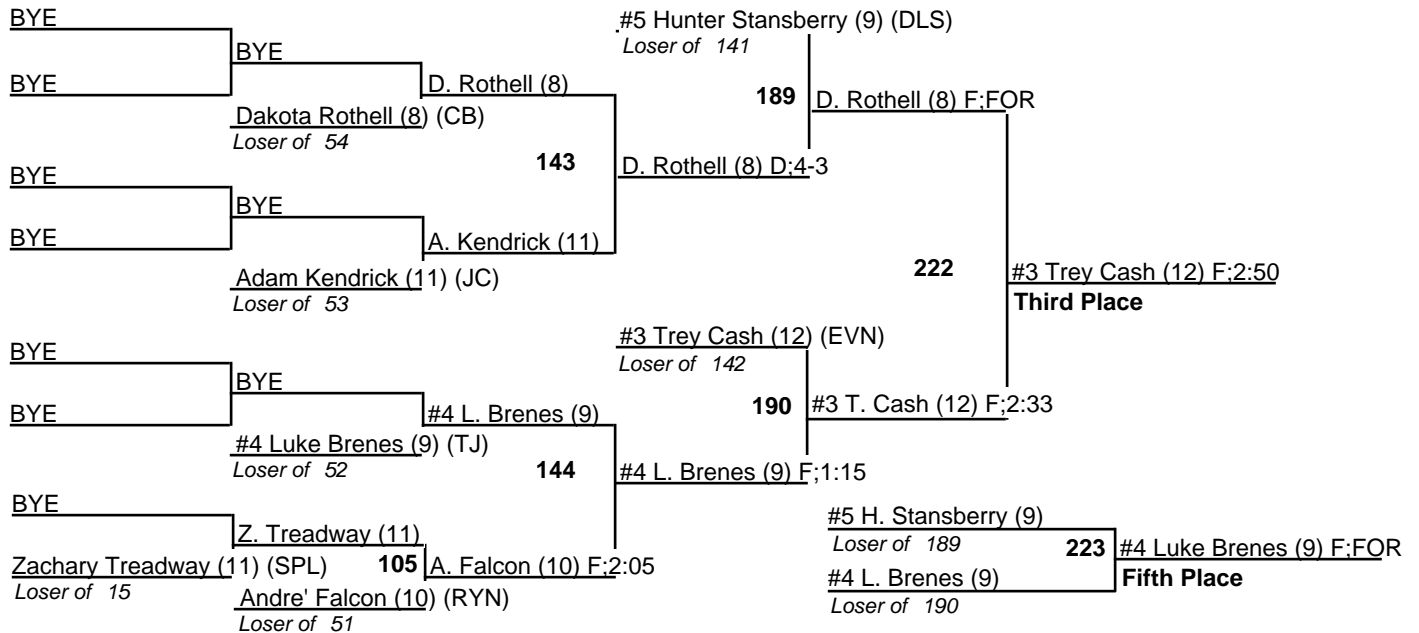 BYE
BYE
BYE
Dakota Rothell (8) (CB)
Loser of 54
D. Rothell (8)
BYE
BYE
BYE
Adam Kendrick (11) (JC)
Loser of 53
A. Kendrick (11)
143
D. Rothell (8) D;4-3
#5 Hunter Stansberry (9) (DLS)
Loser of 141
189
D. Rothell (8) F;FOR
BYE
BYE
BYE
#4 Luke Brenes (9) (TJ)
Loser of 52
#4 L. Brenes (9)
BYE
Zachary Treadway (11) (SPL)
Loser of 15
Z. Treadway (11)
105
Andre' Falcon (10) (RYN)
Loser of 51
A. Falcon (10) F;2:05
144
#4 L. Brenes (9) F;1:15
#3 Trey Cash (12) (EVN)
Loser of 142
190
#3 T. Cash (12) F;2:33
222
#3 Trey Cash (12) F;2:50
Third Place
#5 H. Stansberry (9)
Loser of 189
#4 L. Brenes (9)
Loser of 190
223
#4 Luke Brenes (9) F;FOR
Fifth Place